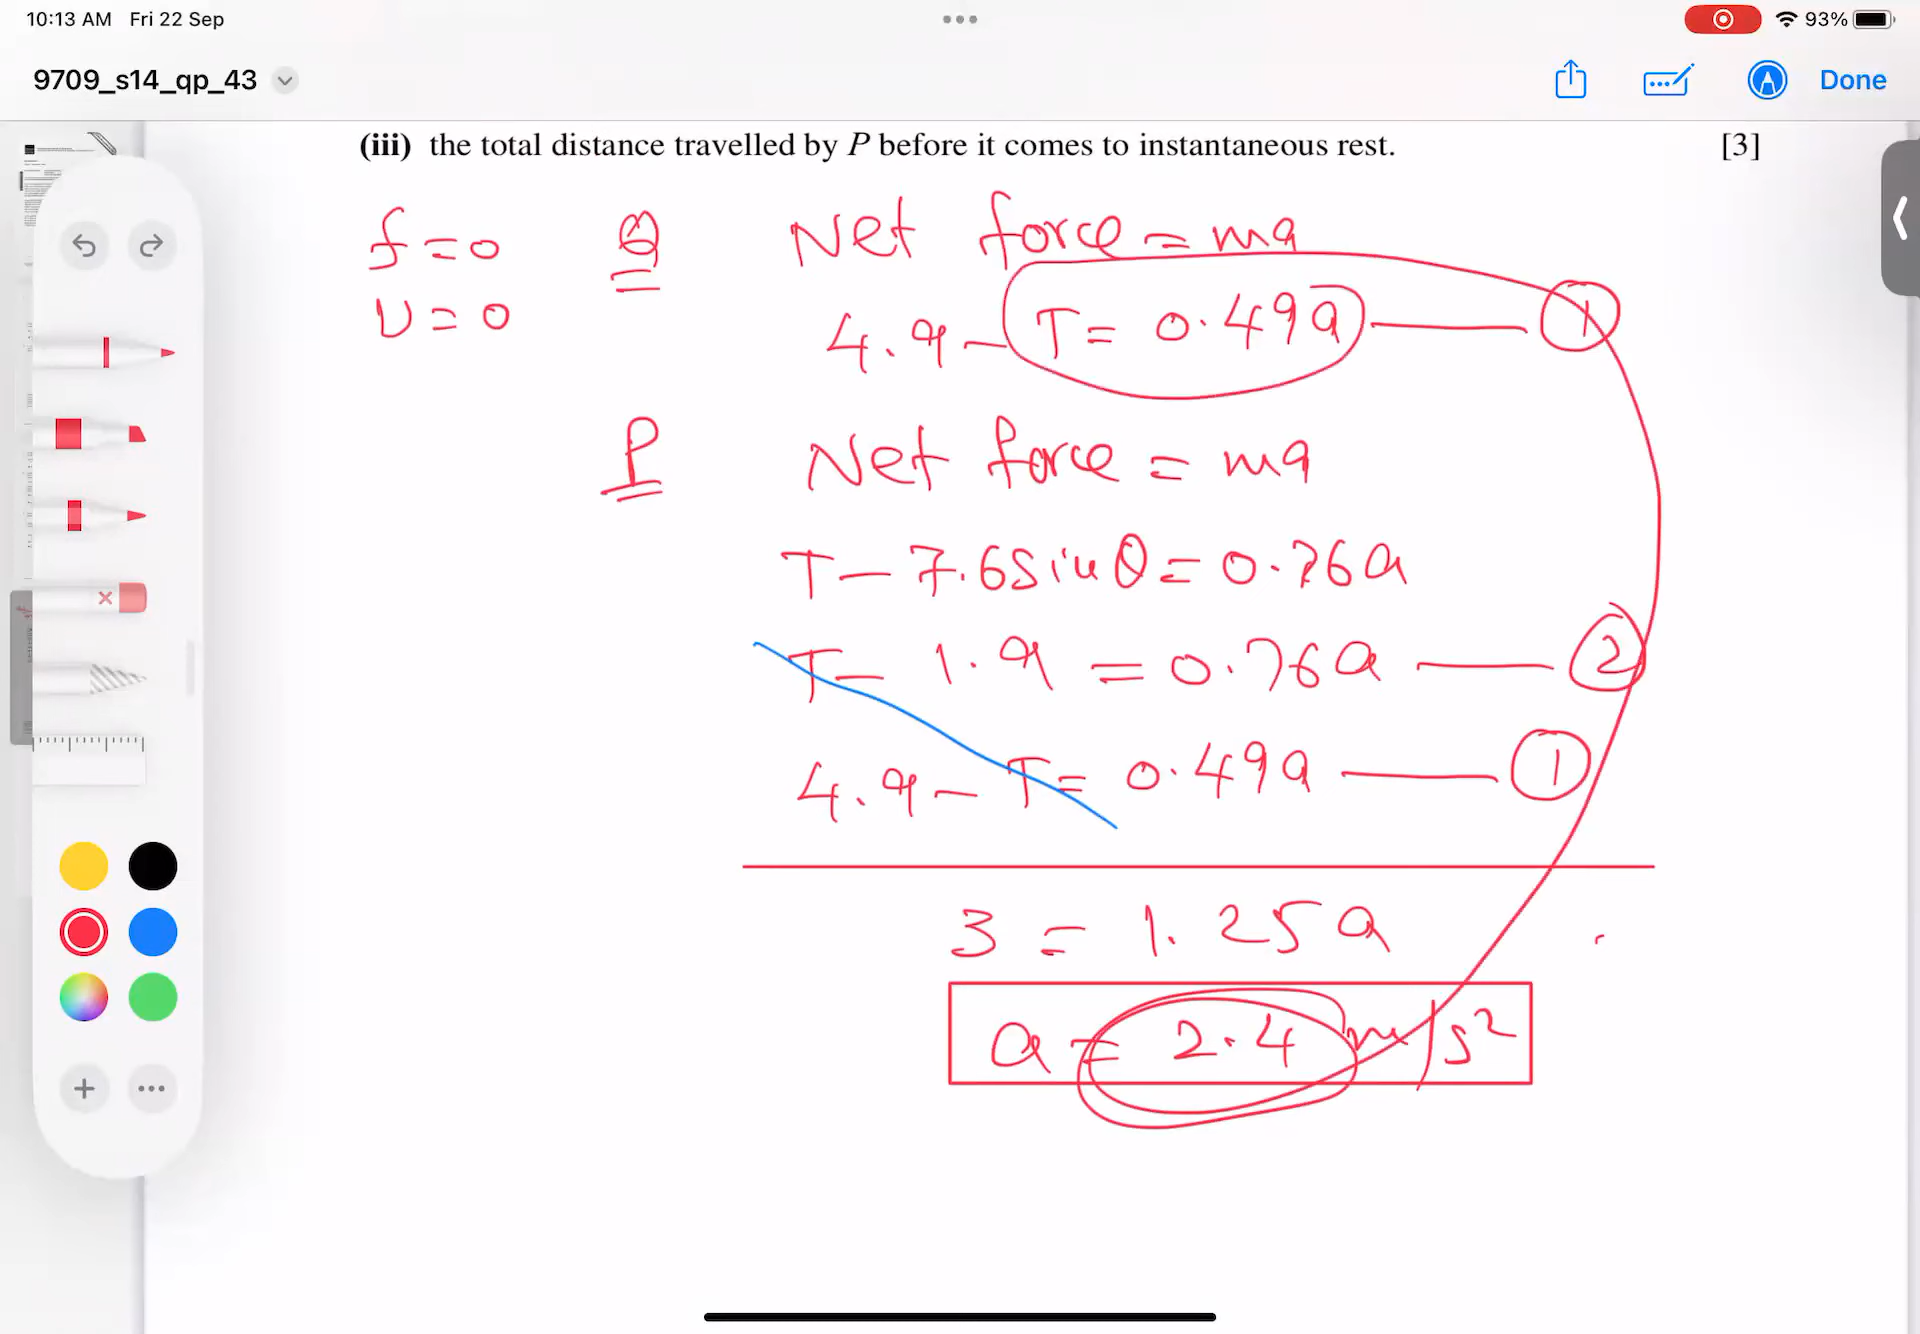 10:13 AM Fri 22 Sep
93%
9709_s14_qp_43
Done
(iii) the total distance travelled by P before it comes to instantaneous rest. [3]
f = 0 Q Net force = ma
U = 0 4.9 - T = 0.49a ①
P Net force = ma
T - 7.6 sin θ = 0.76a
T - 1.9 = 0.76a ②
4.9 - T = 0.49a ①
3 = 1.25a
a = 2.4 m/s²